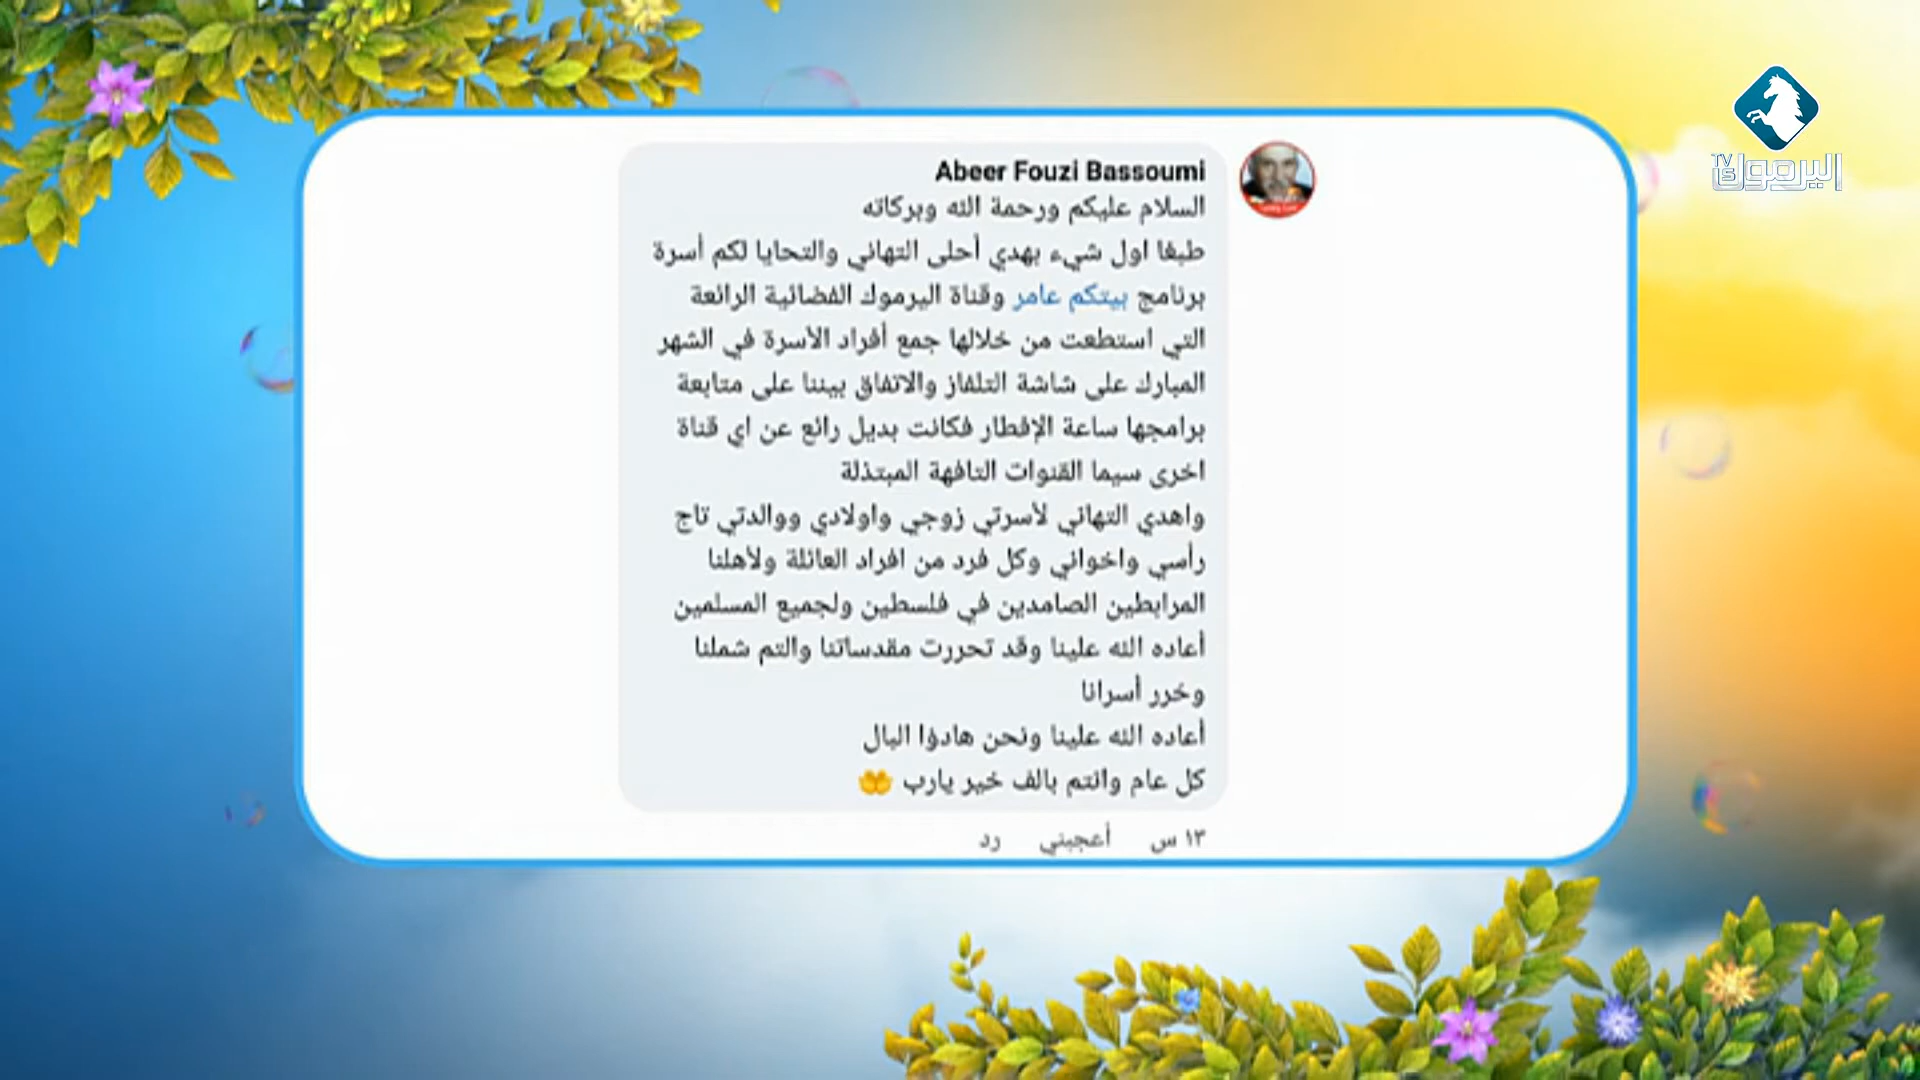 Abeer Fouzi Bassoumi
السلام عليكم ورحمة الله وبركاته
طبعًا اول شيء بهدي أحلى التهاني والتحايا لكم أسرة
برنامج بيتكم عامر وقناة اليرموك الفضائية الرائعة
التي استطعت من خلالها جمع أفراد الأسرة في الشهر
المبارك على شاشة التلفاز والاتفاق بيننا على متابعة
برامجها ساعة الإفطار فكانت بديل رائع عن اي قناة
اخرى سيما القنوات التافهة المبتذلة
واهدي التهاني لأسرتي زوجي واولادي ووالدتي تاج
رأسي واخواني وكل فرد من افراد العائلة ولأهلنا
المرابطين الصامدين في فلسطين ولجميع المسلمين
أعاده الله علينا وقد تحررت مقدساتنا والتم شملنا
وخرر أسرانا
أعاده الله علينا ونحن هادؤا البال
كل عام وانتم بالف خير يارب 🤲
١٣ س أعجبني رد
اليرموك TV